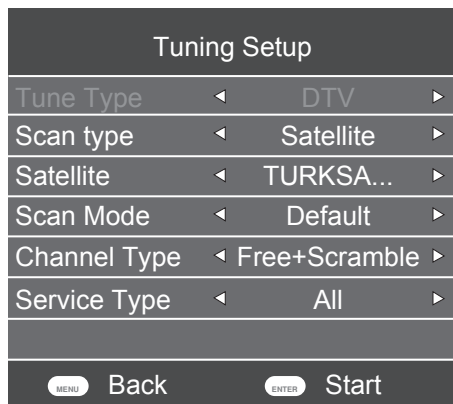 Tuning Setup
Tune Type DTV
Scan type Satellite
Satellite TURKSA...
Scan Mode Default
Channel Type Free+Scramble
Service Type All
MENU Back ENTER Start